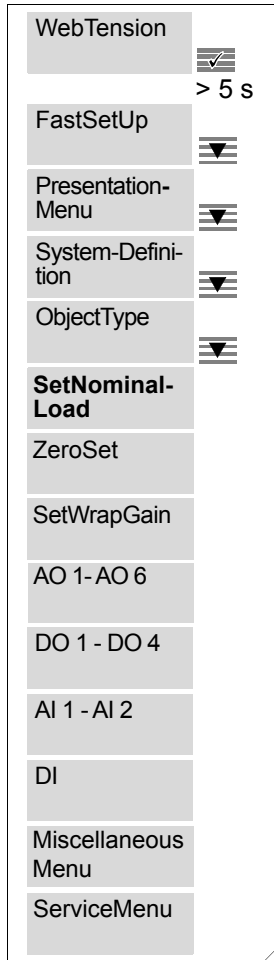 WebTension
> 5 s
FastSetUp
Presentation-
Menu
System-Defini-
tion
ObjectType
SetNominal-
Load
ZeroSet
SetWrapGain
AO 1- AO 6
DO 1 - DO 4
AI 1 - AI 2
DI
Miscellaneous
Menu
ServiceMenu